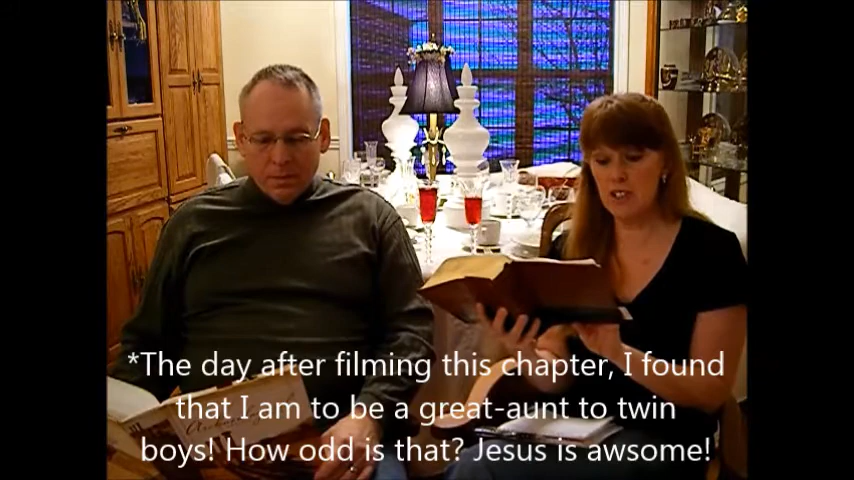 *The day after filming this chapter, I found
that I am to be a great-aunt to twin
boys! How odd is that? Jesus is awsome!